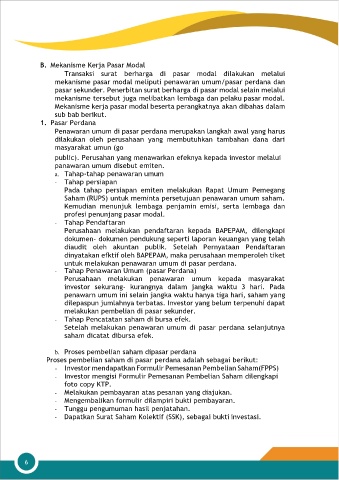 B. Mekanisme Kerja Pasar Modal
Transaksi surat berharga di pasar modal dilakukan melalui
mekanisme pasar modal meliputi penawaran umum/pasar perdana dan
pasar sekunder. Penerbitan surat berharga di pasar modal selain melalui
mekanisme tersebut juga melibatkan lembaga dan pelaku pasar modal.
Mekanisme kerja pasar modal beserta perangkatnya akan dibahas dalam
sub bab berikut.
1. Pasar Perdana
Penawaran umum di pasar perdana merupakan langkah awal yang harus
dilakukan oleh perusahaan yang membutuhkan tambahan dana dari
masyarakat umun (go
public). Perusahan yang menawarkan efeknya kepada investor melalui
penawaran umum disebut emiten.
a. Tahap-tahap penawaran umum
- Tahap persiapan
Pada tahap persiapan emiten melakukan Rapat Umum Pemegang
Saham (RUPS) untuk meminta persetujuan penawaran umum saham.
Kemudian menunjuk lembaga penjamin emisi, serta lembaga dan
profesi penunjang pasar modal.
- Tahap Pendaftaran
Perusahaan melakukan pendaftaran kepada BAPEPAM, dilengkapi
dokumen- dokumen pendukung seperti laporan keuangan yang telah
diaudit oleh akuntan publik. Setelah Pernyataan Pendaftaran
dinyatakan efktif oleh BAPEPAM, maka perusahaan memperoleh tiket
untuk melakukan penawaran umum di pasar perdana.
- Tahap Penawaran Umum (pasar Perdana)
Perusahaan melakukan penawaran umum kepada masyarakat
investor sekurang- kurangnya dalam jangka waktu 3 hari. Pada
penawarn umum ini selain jangka waktu hanya tiga hari, saham yang
dilepaspun jumlahnya terbatas. Investor yang belum terpenuhi dapat
melakukan pembelian di pasar sekunder.
- Tahap Pencatatan saham di bursa efek.
Setelah melakukan penawaran umum di pasar perdana selanjutnya
saham dicatat dibursa efek.
b. Proses pembelian saham dipasar perdana
Proses pembelian saham di pasar perdana adalah sebagai berikut:
- Investor mendapatkan Formulir Pemesanan Pembelian Saham(FPPS)
- Investor mengisi Formulir Pemesanan Pembelian Saham dilengkapi
foto copy KTP.
- Melakukan pembayaran atas pesanan yang diajukan.
- Mengembalikan formulir dilampiri bukti pembayaran.
- Tunggu pengumuman hasil penjatahan.
- Dapatkan Surat Saham Kolektif (SSK), sebagai bukti investasi.
6